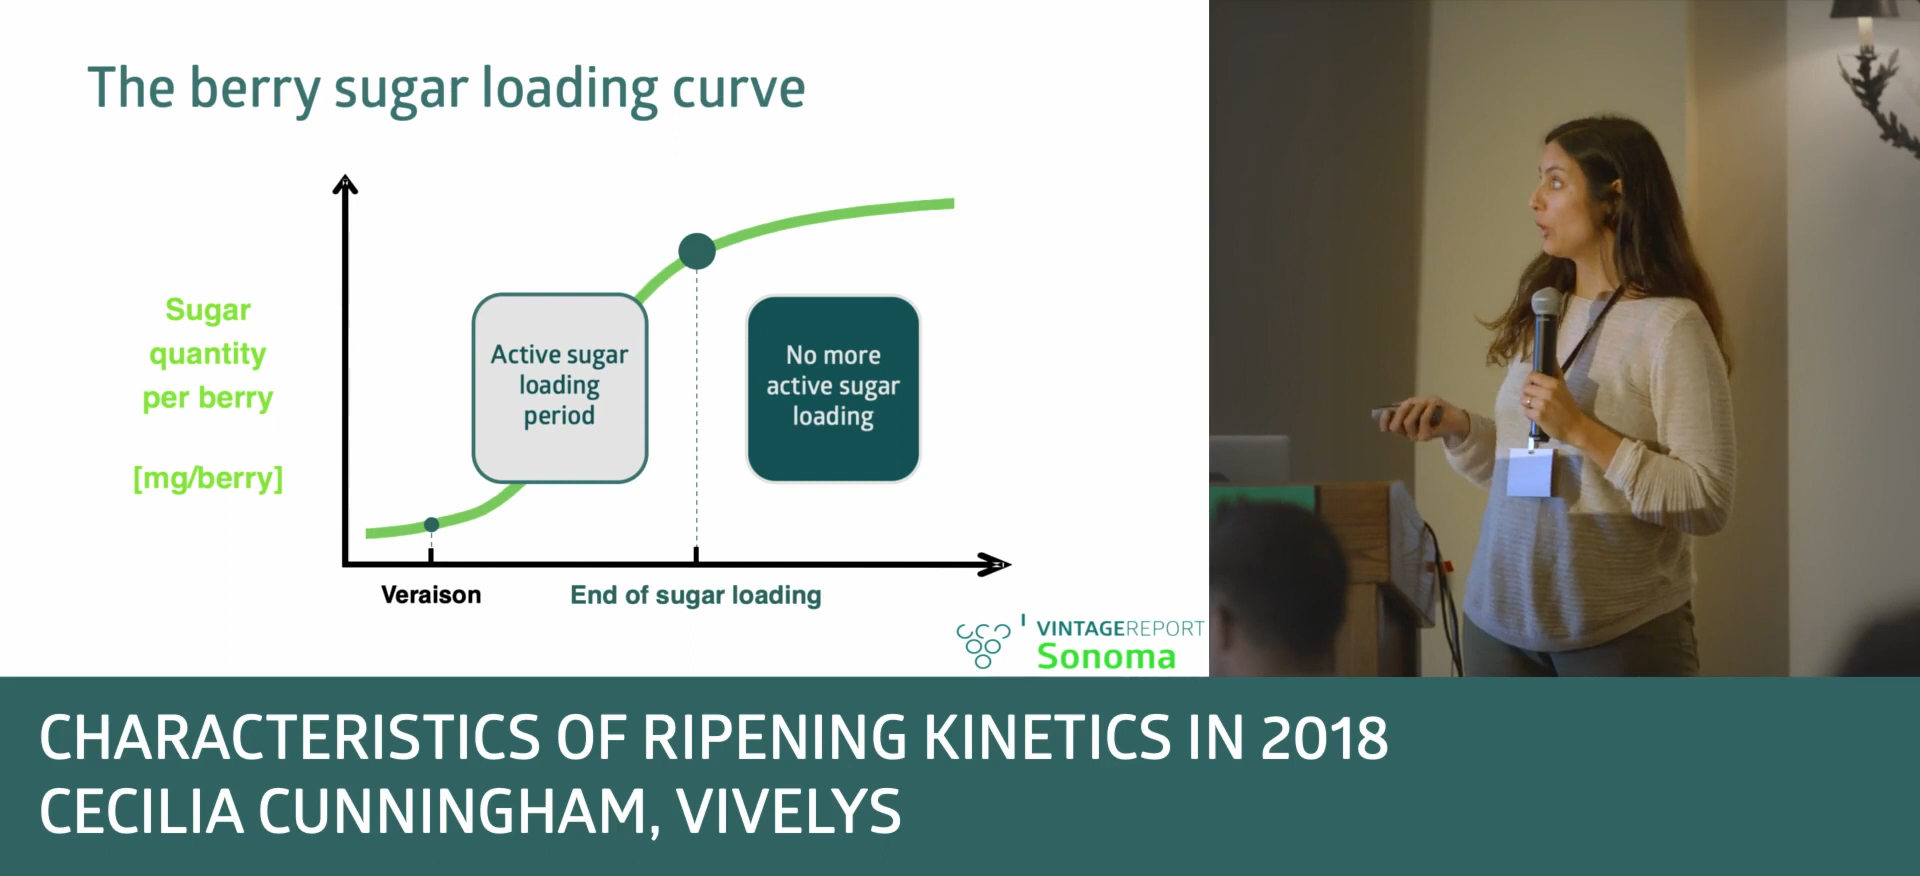 The berry sugar loading curve
Sugar
quantity
per berry
[mg/berry]
Active sugar
loading
period
No more
active sugar
loading
Veraison
End of sugar loading
VINTAGEREPORT
Sonoma
CHARACTERISTICS OF RIPENING KINETICS IN 2018
CECILIA CUNNINGHAM, VIVELYS